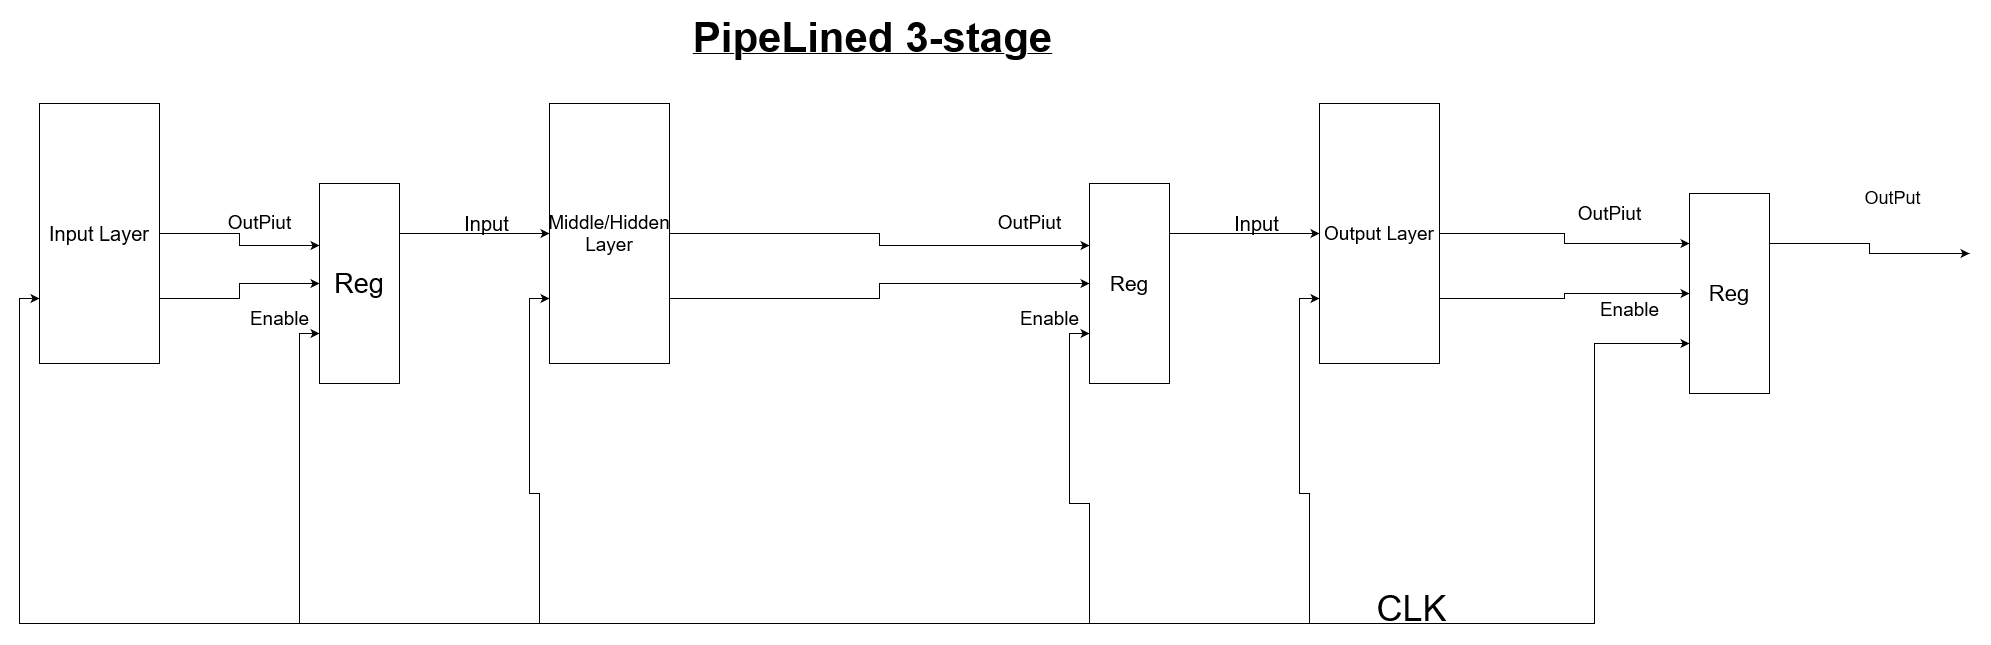 PipeLined 3-stage
Input Layer
OutPiut
Enable
Reg
Input
Middle/Hidden
Layer
OutPiut
Enable
Reg
Input
Output Layer
OutPiut
Enable
Reg
OutPut
CLK